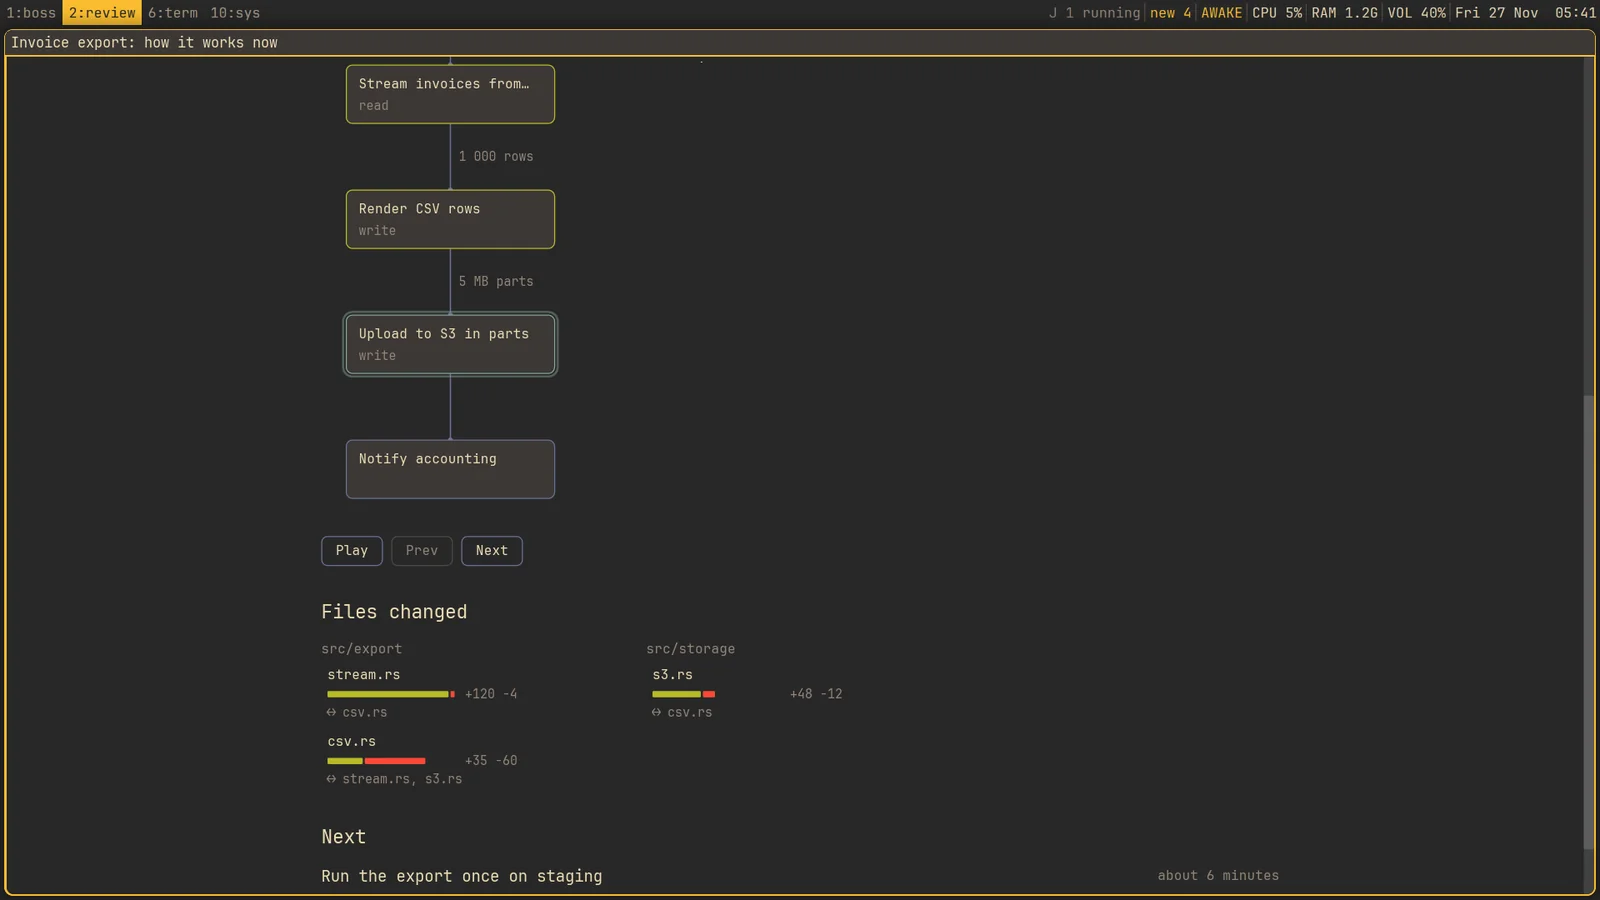 1:boss 2:review 6:term 10:sys J 1 running new 4 AWAKE CPU 5% RAM 1.2G VOL 40% Fri 27 Nov 05:41
Invoice export: how it works now
Stream invoices from…
read
1 000 rows
Render CSV rows
write
5 MB parts
Upload to S3 in parts
write
Notify accounting
Play Prev Next
Files changed
src/export
stream.rs
+120 -4
↔ csv.rs
csv.rs
+35 -60
↔ stream.rs, s3.rs
src/storage
s3.rs
+48 -12
↔ csv.rs
Next
Run the export once on staging about 6 minutes